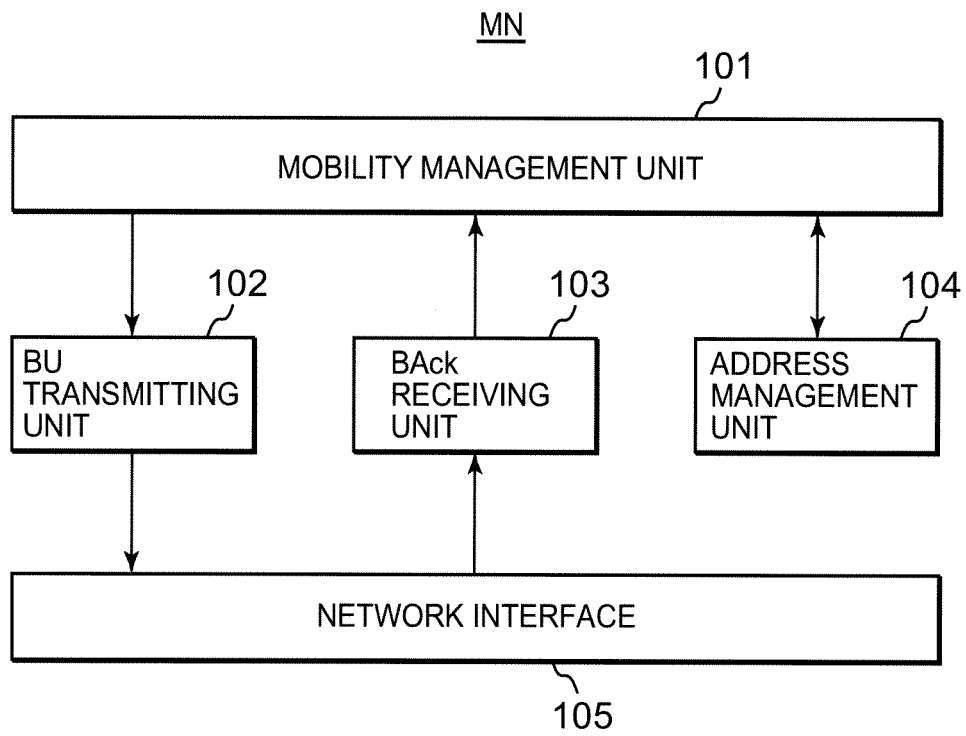 MN
101
MOBILITY MANAGEMENT UNIT
102
103
104
BU
TRANSMITTING
UNIT
BAck
RECEIVING
UNIT
ADDRESS
MANAGEMENT
UNIT
NETWORK INTERFACE
105